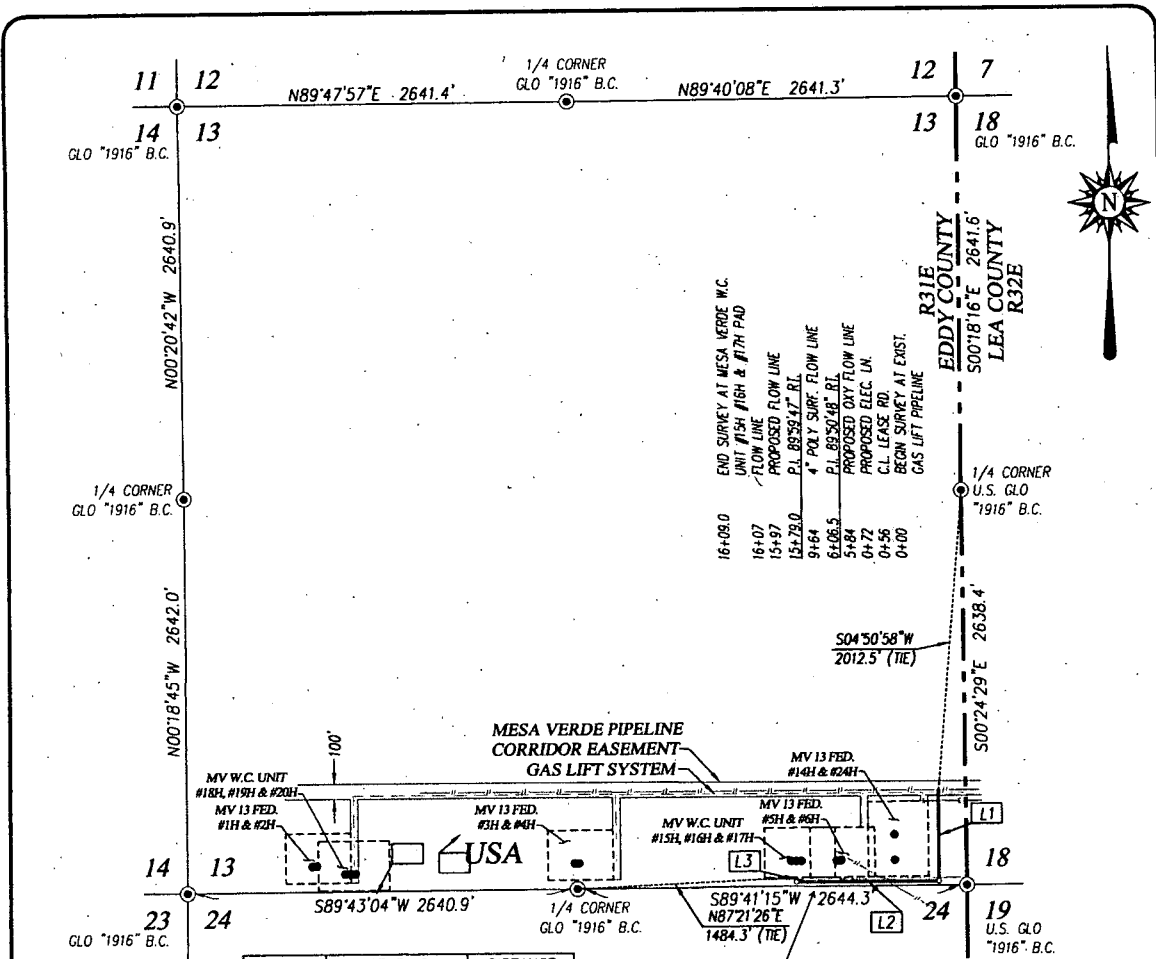 1/4 CORNER
GLO "1916" B.C.
11 12
12 7
N89°47'57"E 2641.4'
N89°40'08"E 2641.3'
14 13
GLO "1916" B.C.
13 18
GLO "1916" B.C.
N
N00°20'42"W 2640.9'
R31E
EDDY COUNTY
S00°18'16"E 2641.6'
LEA COUNTY
R32E
16+09.0 END SURVEY AT MESA VERDE W.C.
UNIT #15H #16H & #17H PAD
16+07 FLOW LINE
15+97 PROPOSED FLOW LINE
15+79.0 P.I. 89°59'47" RT.
9+64 4" POLY SURF. FLOW LINE
6+06.5 P.I. 89°50'48" RT.
5+84 PROPOSED OXY FLOW LINE
0+72 PROPOSED ELEC. LN.
0+56 C.L. LEASE RD.
0+00 BEGIN SURVEY AT EXIST.
GAS LIFT PIPELINE
1/4 CORNER
GLO "1916" B.C.
1/4 CORNER
U.S. GLO
"1916" B.C.
N00°18'45"W 2642.0'
S04°50'58"W
2012.5' (TIE)
S00°24'29"E 2638.4'
MESA VERDE PIPELINE
CORRIDOR EASEMENT
GAS LIFT SYSTEM
100'
MV W.C. UNIT
#18H, #19H & #20H
MV 13 FED.
#1H & #2H
MV 13 FED.
#3H & #4H
MV 13 FED.
#14H & #24H
MV 13 FED.
#5H & #6H
MV W.C. UNIT
#15H, #16H & #17H
L1
L3
USA
14 13
18
S89°43'04"W 2640.9'
S89°41'15"W 2644.3'
N87°21'26"E
1484.3' (TIE)
L2
23 24
GLO "1916" B.C.
1/4 CORNER
GLO "1916" B.C.
24 19
U.S. GLO
"1916" B.C.